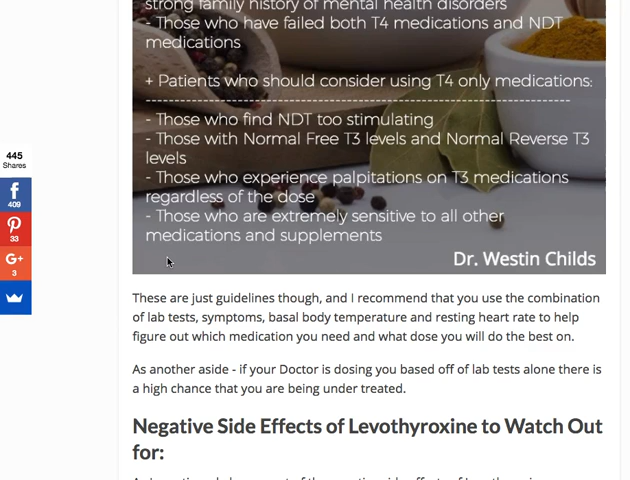 strong family history of mental health disorders
- Those who have failed both T4 medications and NDT
medications
+ Patients who should consider using T4 only medications:
----------------------------------------------------------------------
- Those who find NDT too stimulating
- Those with Normal Free T3 levels and Normal Reverse T3
levels
- Those who experience palpitations on T3 medications
regardless of the dose
- Those who are extremely sensitive to all other
medications and supplements
Dr. Westin Childs
445
Shares
409
33
G+
3
These are just guidelines though, and I recommend that you use the combination
of lab tests, symptoms, basal body temperature and resting heart rate to help
figure out which medication you need and what dose you will do the best on.
As another aside - if your Doctor is dosing you based off of lab tests alone there is
a high chance that you are being under treated.
Negative Side Effects of Levothyroxine to Watch Out
for: